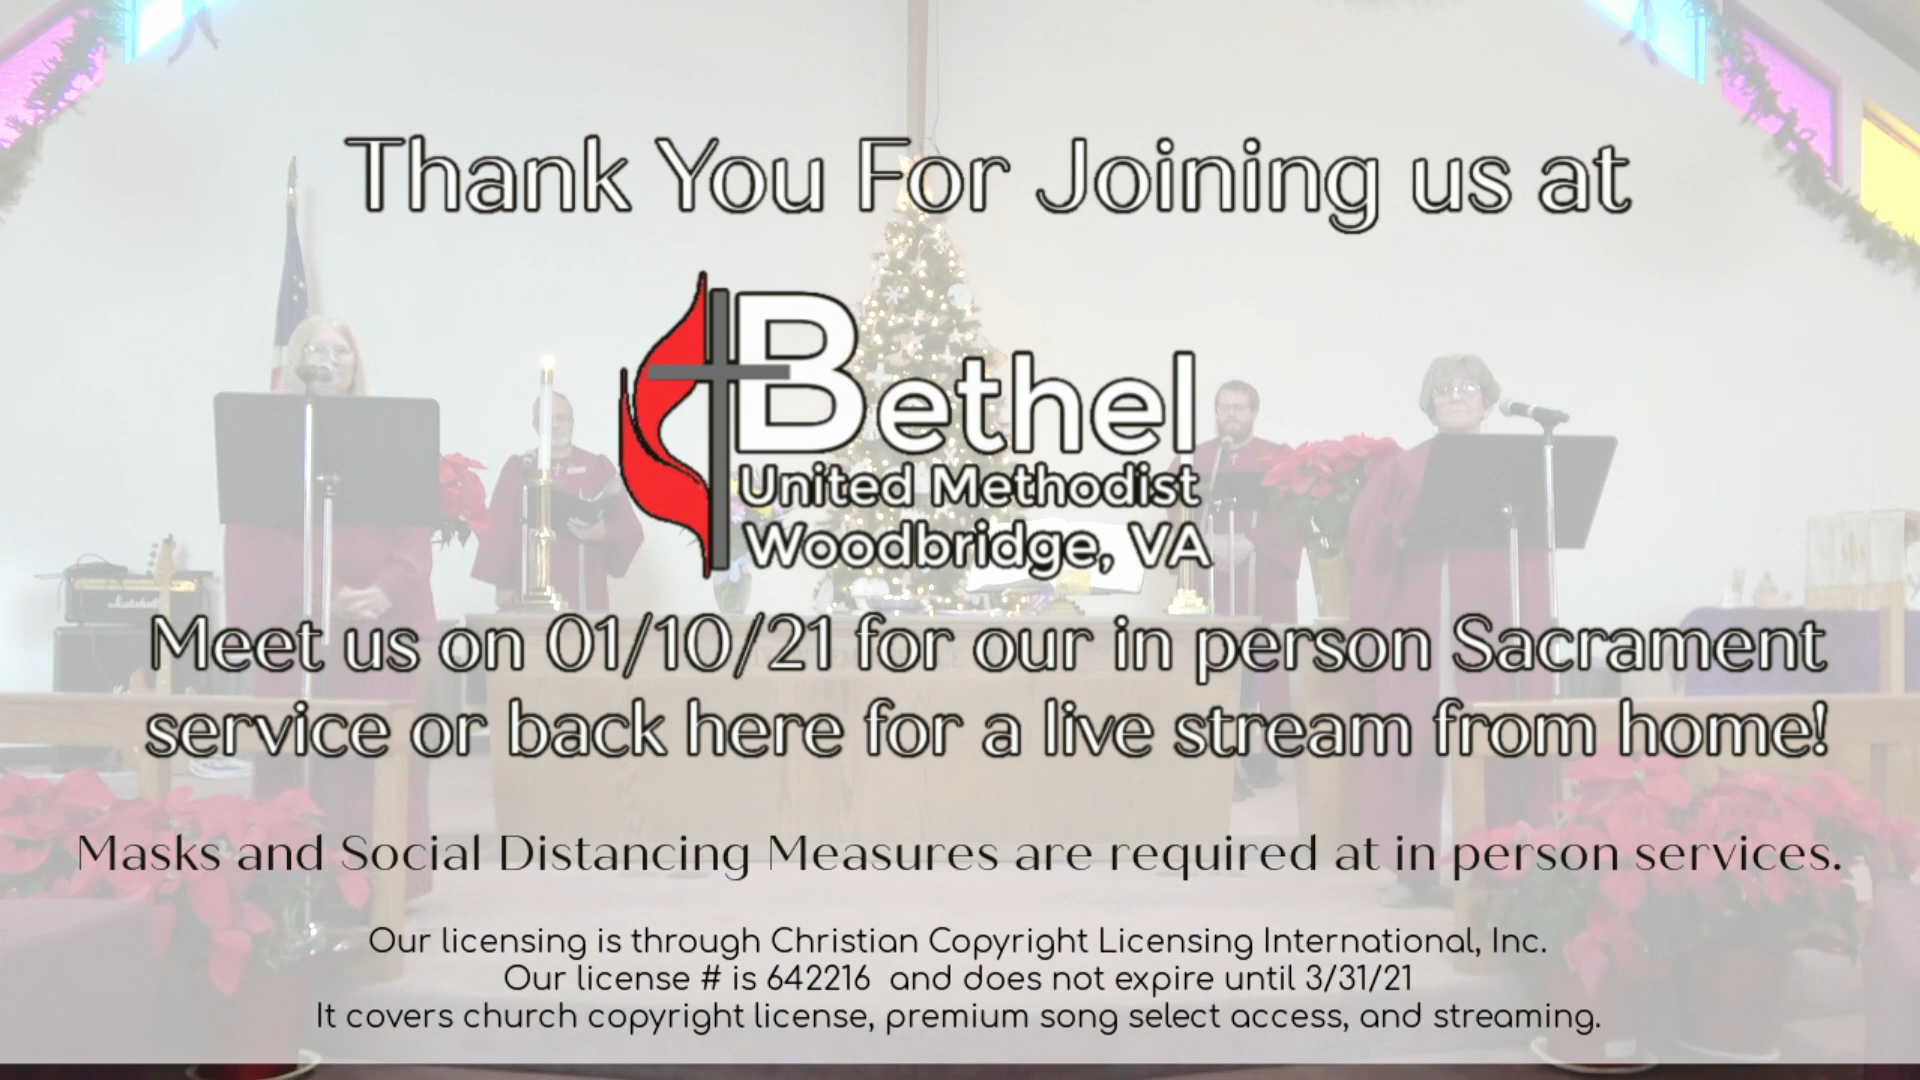 Thank You For Joining us at
Bethel
United Methodist
Woodbridge, VA
Meet us on 01/10/21 for our in person Sacrament
service or back here for a live stream from home!
Masks and Social Distancing Measures are required at in person services.
Our licensing is through Christian Copyright Licensing International, Inc.
Our license # is 642216 and does not expire until 3/31/21
It covers church copyright license, premium song select access, and streaming.
Marshall